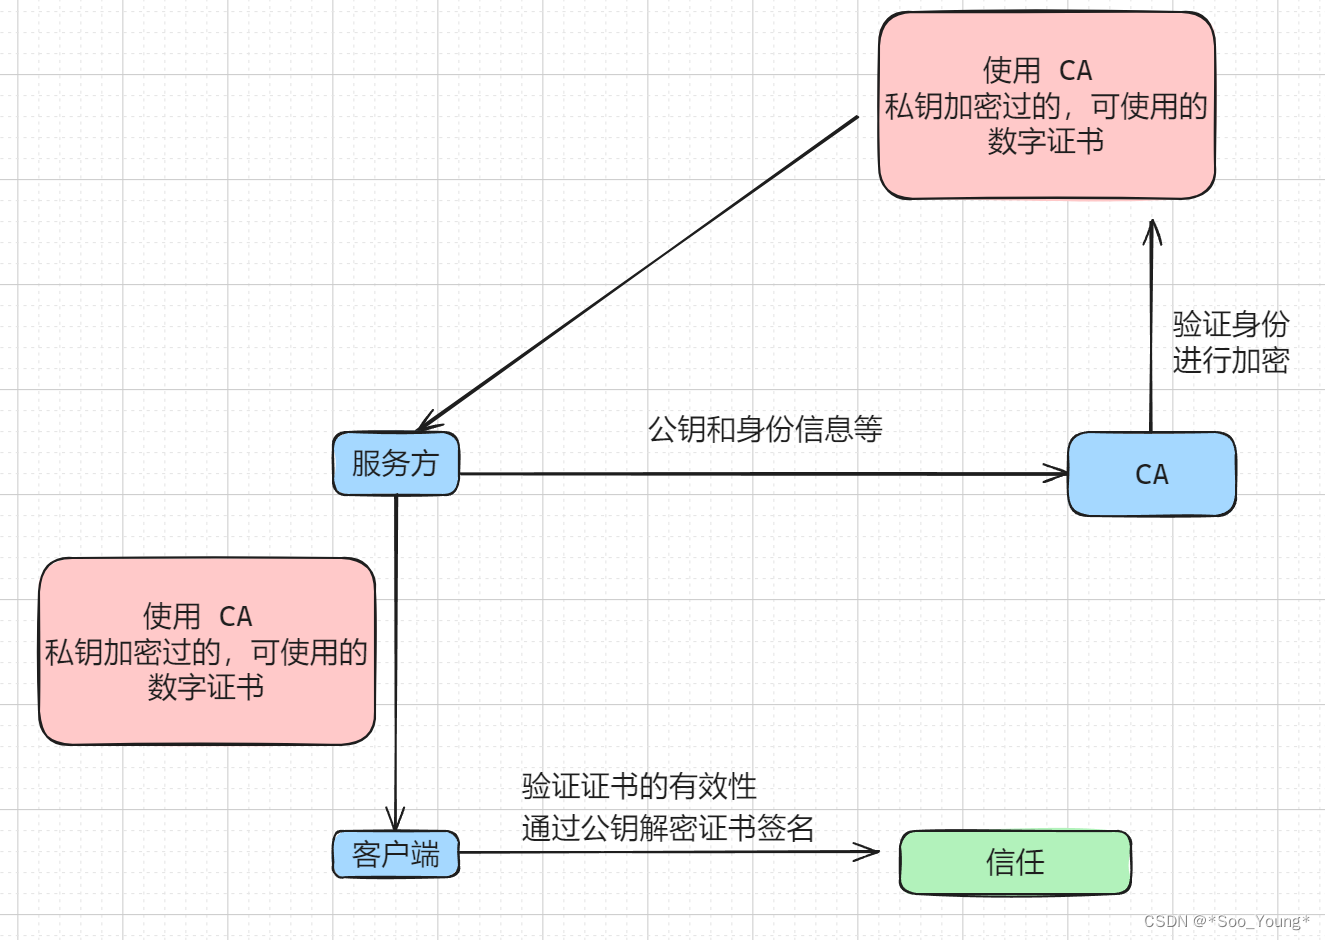 使用 CA
私钥加密过的，可使用的
数字证书
验证身份
进行加密
公钥和身份信息等
服务方
CA
使用 CA
私钥加密过的，可使用的
数字证书
验证证书的有效性
通过公钥解密证书签名
客户端
信任
CSDN @*Soo_Young*